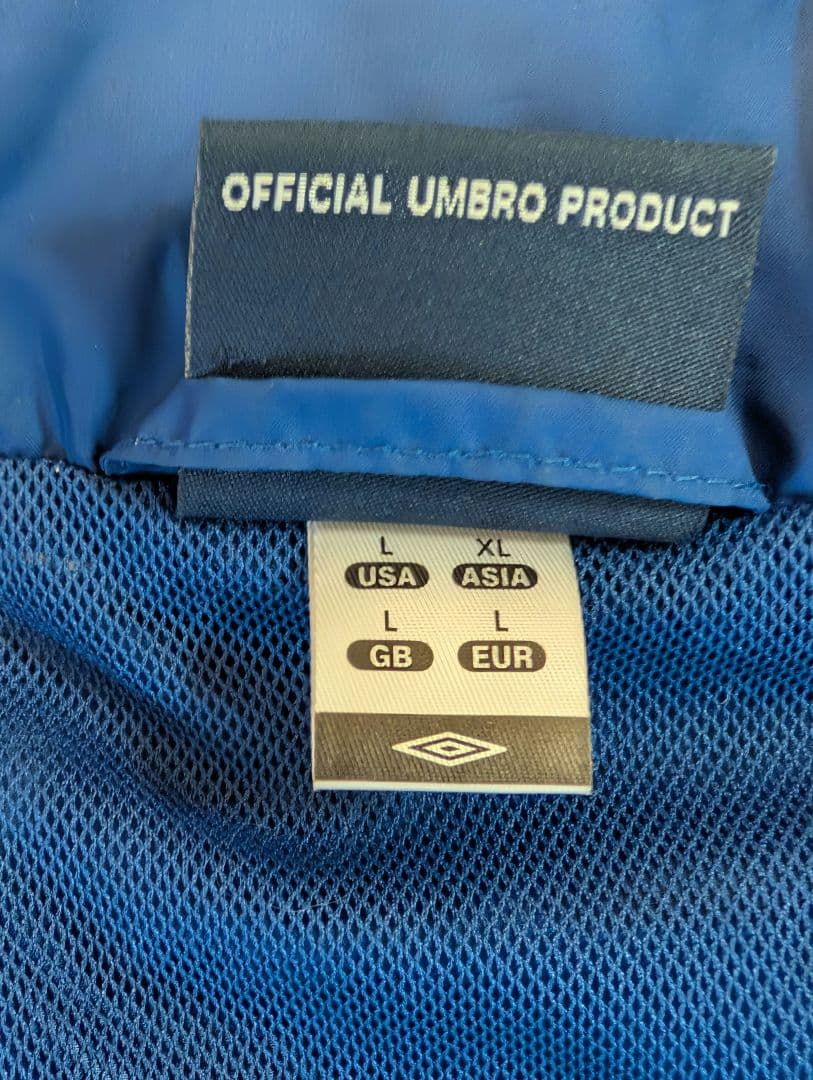 OFFICIAL UMBRO PRODUCT
L XL
USA ASIA
L L
GB EUR